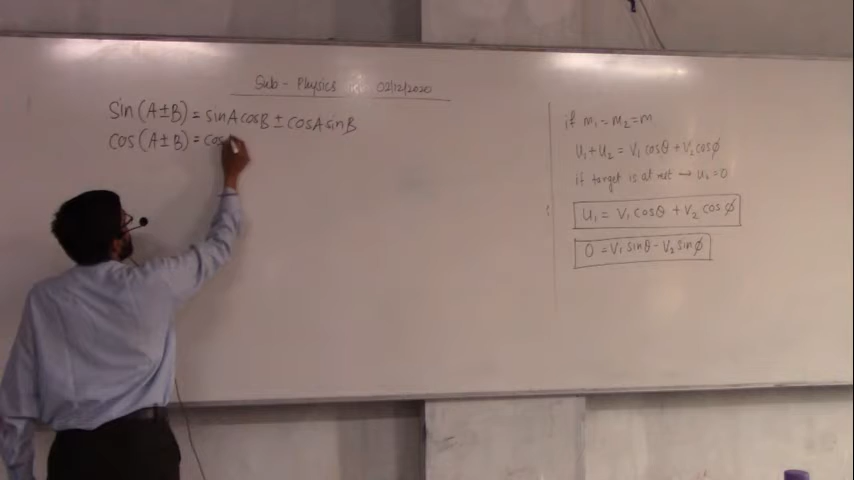 Sub - Physics 02/12/2020
Sin (A±B) = sinA cosB ± cosA sinB
cos (A±B) = cos
if m₁ = m₂ = m
U₁ + U₂ = V₁ cosθ + V₂ cosϕ
if target is at rest → U₂ = 0
U₁ = V₁ cosθ + V₂ cos ϕ
0 = V₁ sinθ - V₂ sinϕ